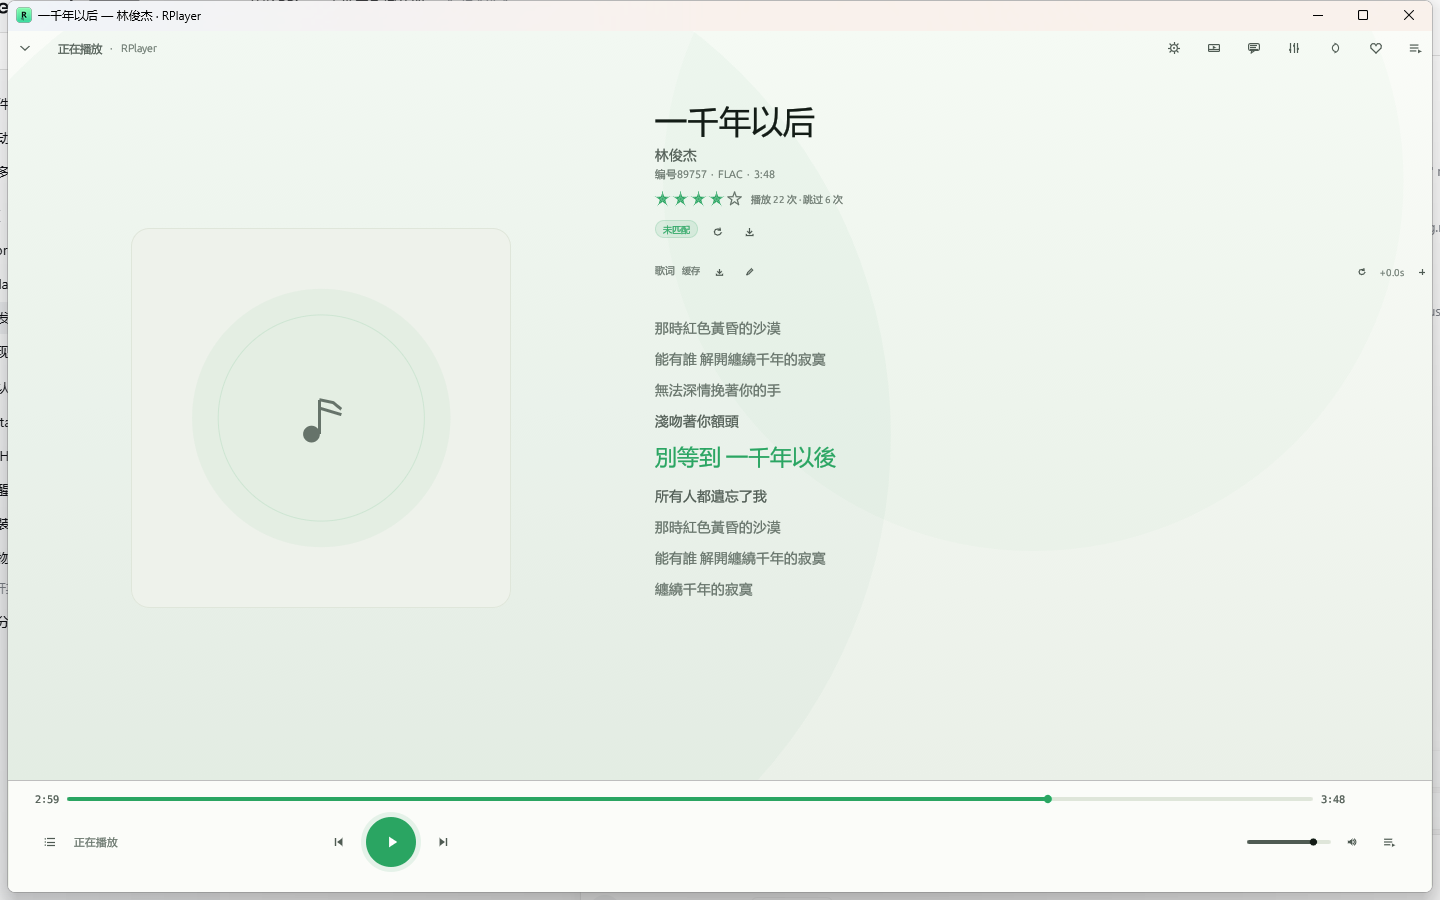 一千年以后 — 林俊杰 · RPlayer
正在播放 · RPlayer
一千年以后
林俊杰
编号89757 · FLAC · 3:48
播放 22 次 · 跳过 6 次
未匹配
歌词 缓存
+0.0s +
那時紅色黃昏的沙漠
能有誰 解開纏繞千年的寂寞
無法深情挽著你的手
淺吻著你額頭
別等到 一千年以後
所有人都遺忘了我
那時紅色黃昏的沙漠
能有誰 解開纏繞千年的寂寞
纏繞千年的寂寞
2:59 3:48
正在播放